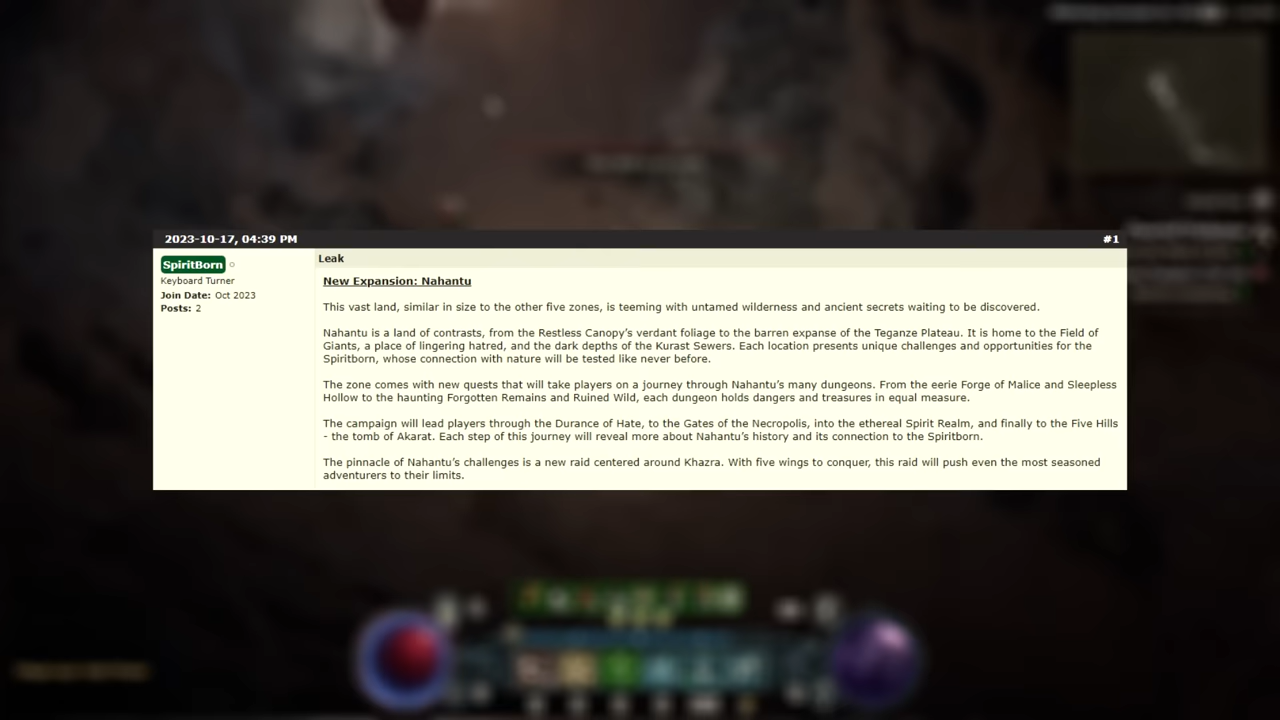 2023-10-17, 04:39 PM
#1
SpiritBorn
Keyboard Turner
Join Date: Oct 2023
Posts: 2
Leak
New Expansion: Nahantu
This vast land, similar in size to the other five zones, is teeming with untamed wilderness and ancient secrets waiting to be discovered.
Nahantu is a land of contrasts, from the Restless Canopy's verdant foliage to the barren expanse of the Teganze Plateau. It is home to the Field of
Giants, a place of lingering hatred, and the dark depths of the Kurast Sewers. Each location presents unique challenges and opportunities for the
Spiritborn, whose connection with nature will be tested like never before.
The zone comes with new quests that will take players on a journey through Nahantu's many dungeons. From the eerie Forge of Malice and Sleepless
Hollow to the haunting Forgotten Remains and Ruined Wild, each dungeon holds dangers and treasures in equal measure.
The campaign will lead players through the Durance of Hate, to the Gates of the Necropolis, into the ethereal Spirit Realm, and finally to the Five Hills
- the tomb of Akarat. Each step of this journey will reveal more about Nahantu's history and its connection to the Spiritborn.
The pinnacle of Nahantu's challenges is a new raid centered around Khazra. With five wings to conquer, this raid will push even the most seasoned
adventurers to their limits.